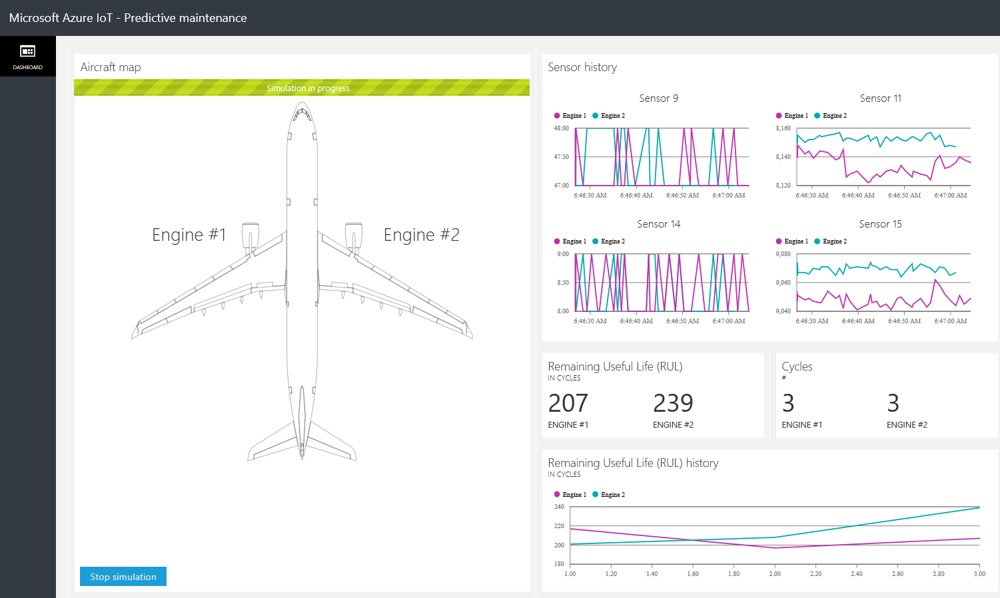 Microsoft Azure IoT - Predictive maintenance
DASHBOARD
Aircraft map
Simulation in progress
Engine #1
Engine #2
Stop simulation
Sensor history
Sensor 9
Engine 1 Engine 2
48.00
47.50
47.00
6:46:30 AM 6:46:40 AM 6:46:50 AM 6:47:00 AM
Sensor 11
Engine 1 Engine 2
8,160
8,140
8,120
6:46:30 AM 6:46:40 AM 6:46:50 AM 6:47:00 AM
Sensor 14
Engine 1 Engine 2
9.00
8.50
8.00
6:46:30 AM 6:46:40 AM 6:46:50 AM 6:47:00 AM
Sensor 15
Engine 1 Engine 2
9,080
9,060
9,040
6:46:30 AM 6:46:40 AM 6:46:50 AM 6:47:00 AM
Remaining Useful Life (RUL)
IN CYCLES
207 239
ENGINE #1 ENGINE #2
Cycles
#
3 3
ENGINE #1 ENGINE #2
Remaining Useful Life (RUL) history
IN CYCLES
Engine 1 Engine 2
240
220
200
180
1.00 1.20 1.40 1.60 1.80 2.00 2.20 2.40 2.60 2.80 3.00